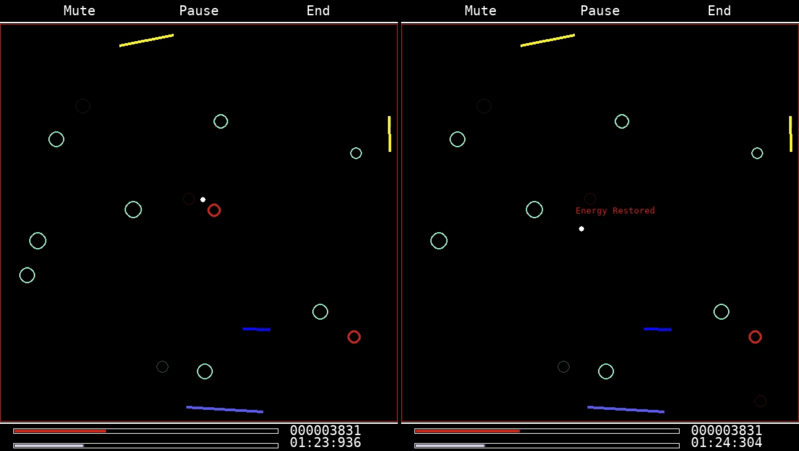 Mute Pause End
Mute Pause End
Energy Restored
000003831
01:23:936
000003831
01:24:304